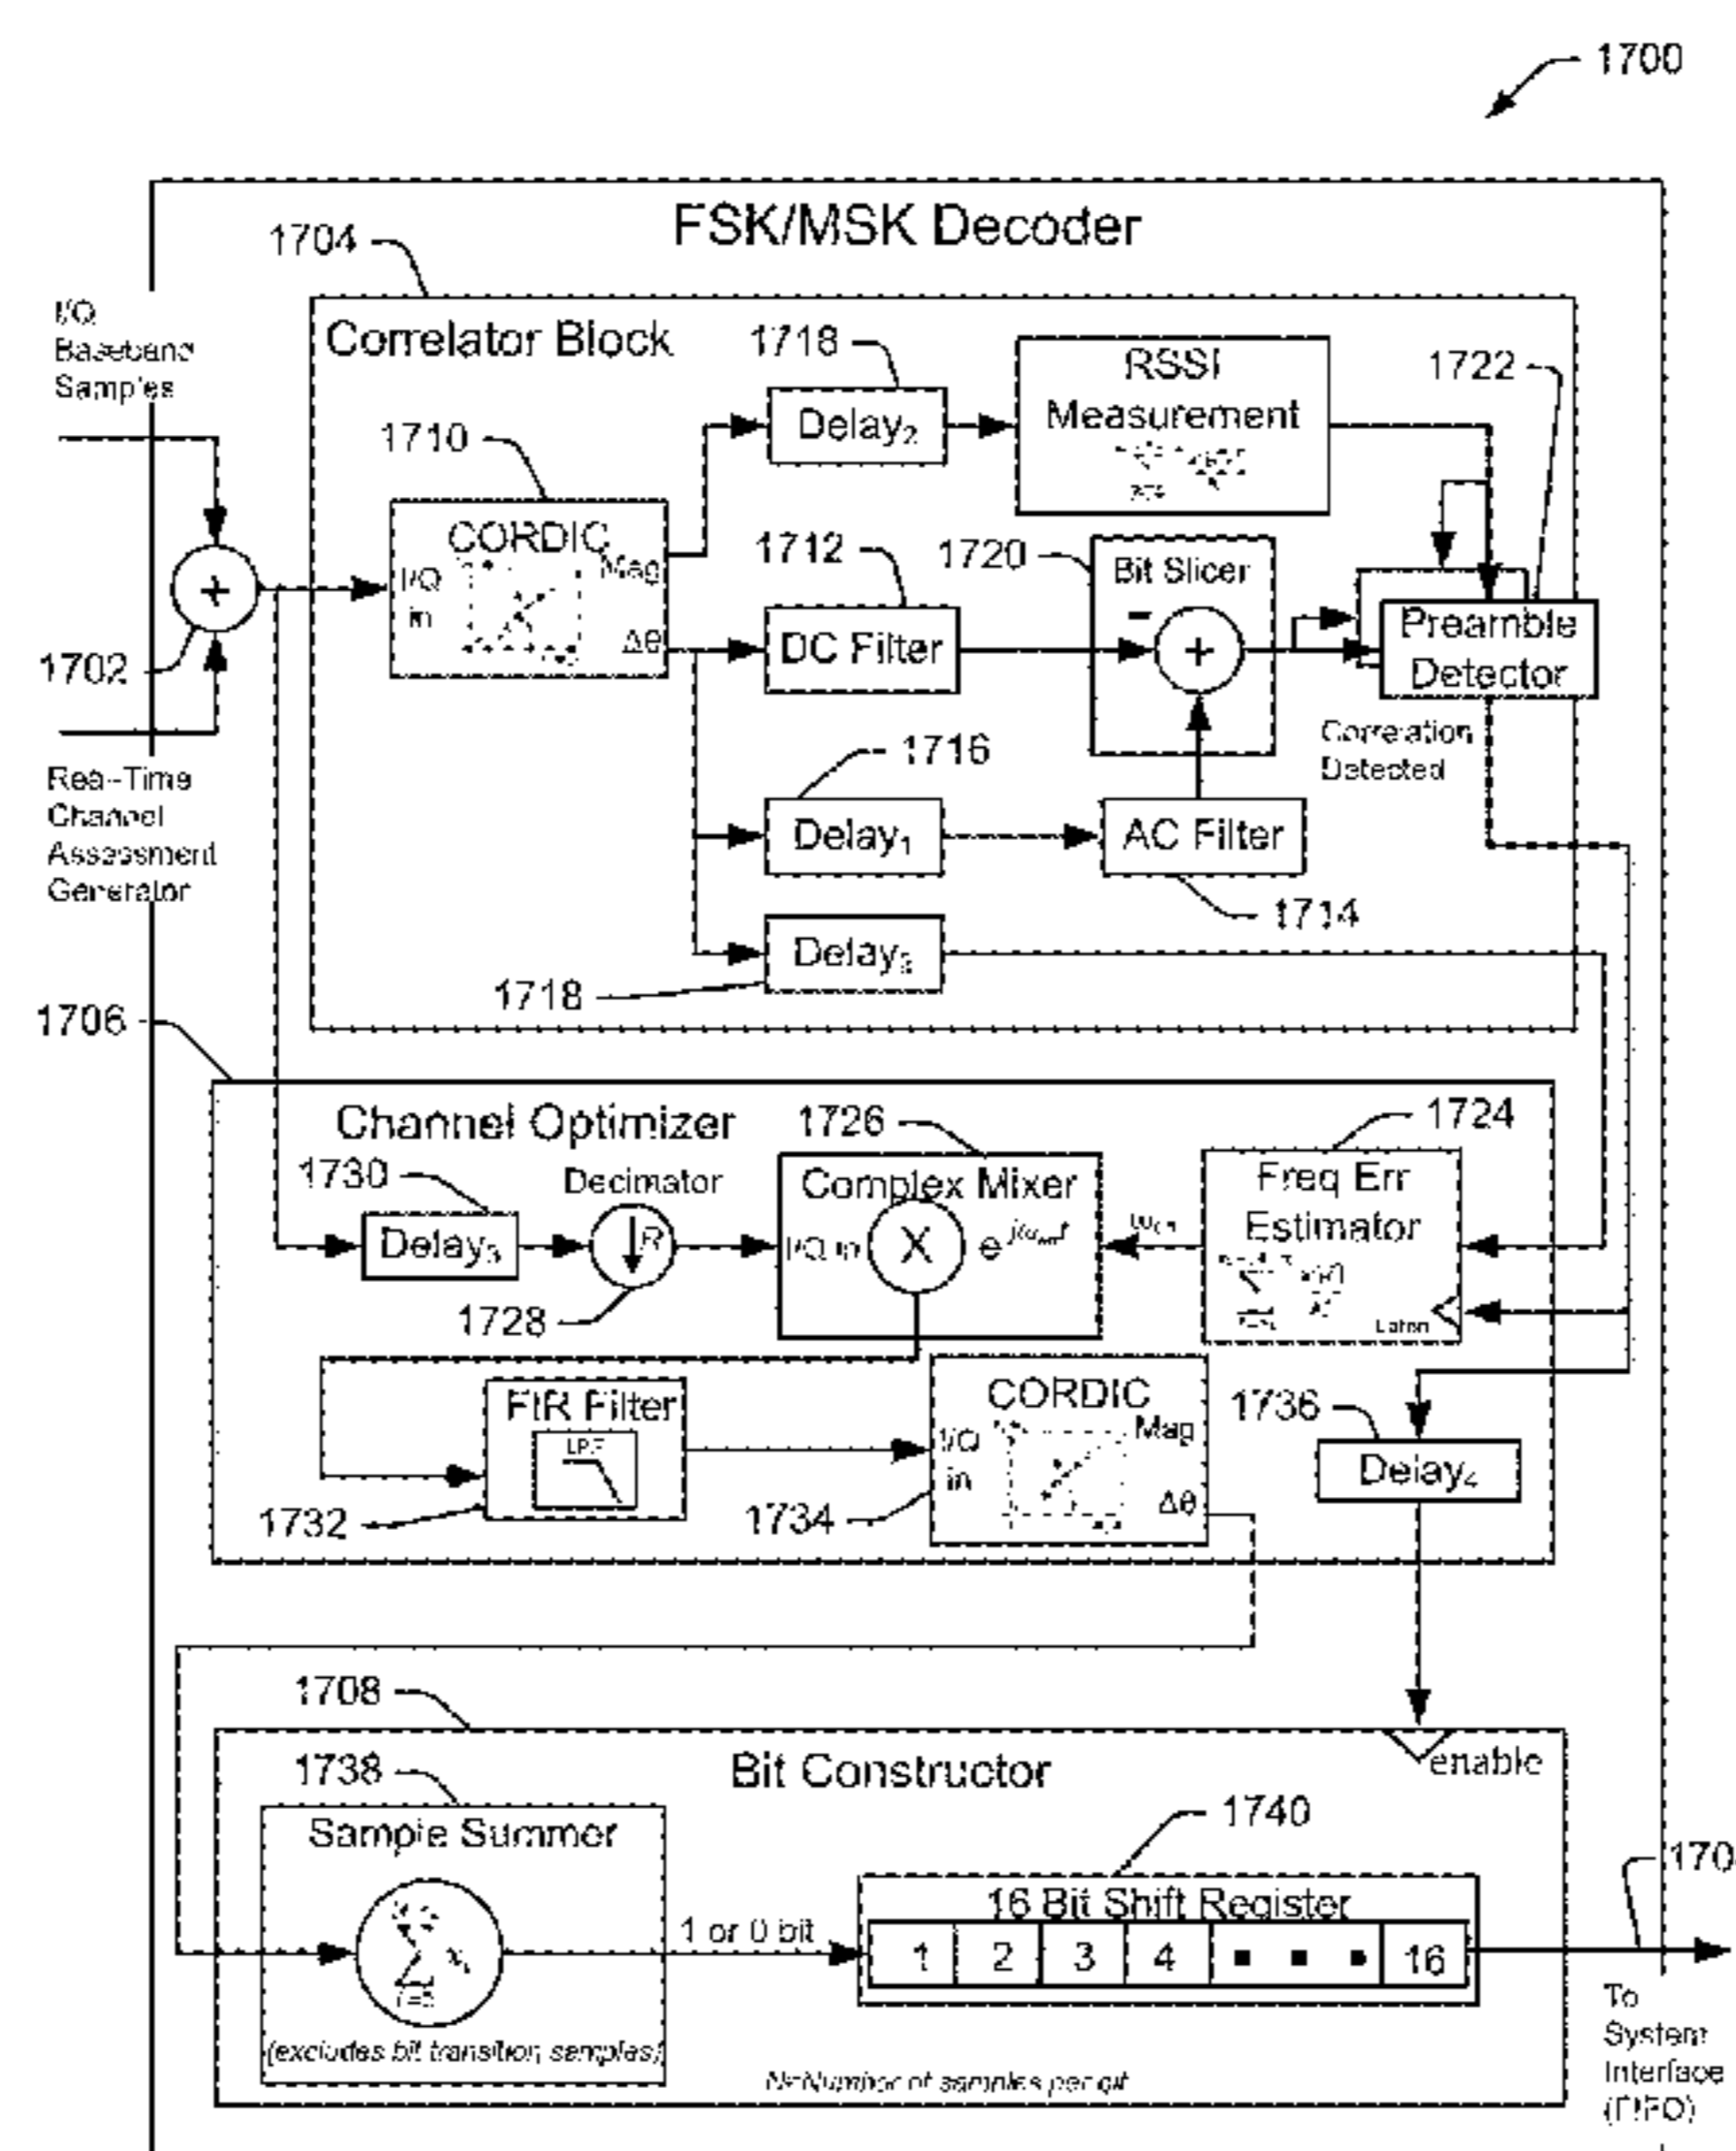 1700
FSK/MSK Decoder
1704
I/Q
Baseband
Samples
Correlator Block
1718
RSSI
Measurement
1722
1710
Delay2
CORDIC
Mag
I/Q
in
Δθ
1712
1720
Bit Slicer
−
+
+
DC Filter
Preamble
Detector
1702
Correlation
Detected
Real-Time
Channel
Assessment
Generator
1716
Delay1
AC Filter
1714
Delay
1718
1706
Channel Optimizer
1726
1724
1730
Decimator
Complex Mixer
Freq Err
Estimator
Delay
R
I/Q in
X
1728
Latch
FIR Filter
LPF
CORDIC
Mag
I/Q
in
Δθ
1736
Delay4
1732
1734
1708
1738
Bit Constructor
enable
Sample Summer
1740
16 Bit Shift Register
170
1 or 0 bit
1 2 3 4 ▪ ▪ ▪ 16
(excludes bit transition samples)
N=Number of samples per bit
To
System
Interface
(FIFO)